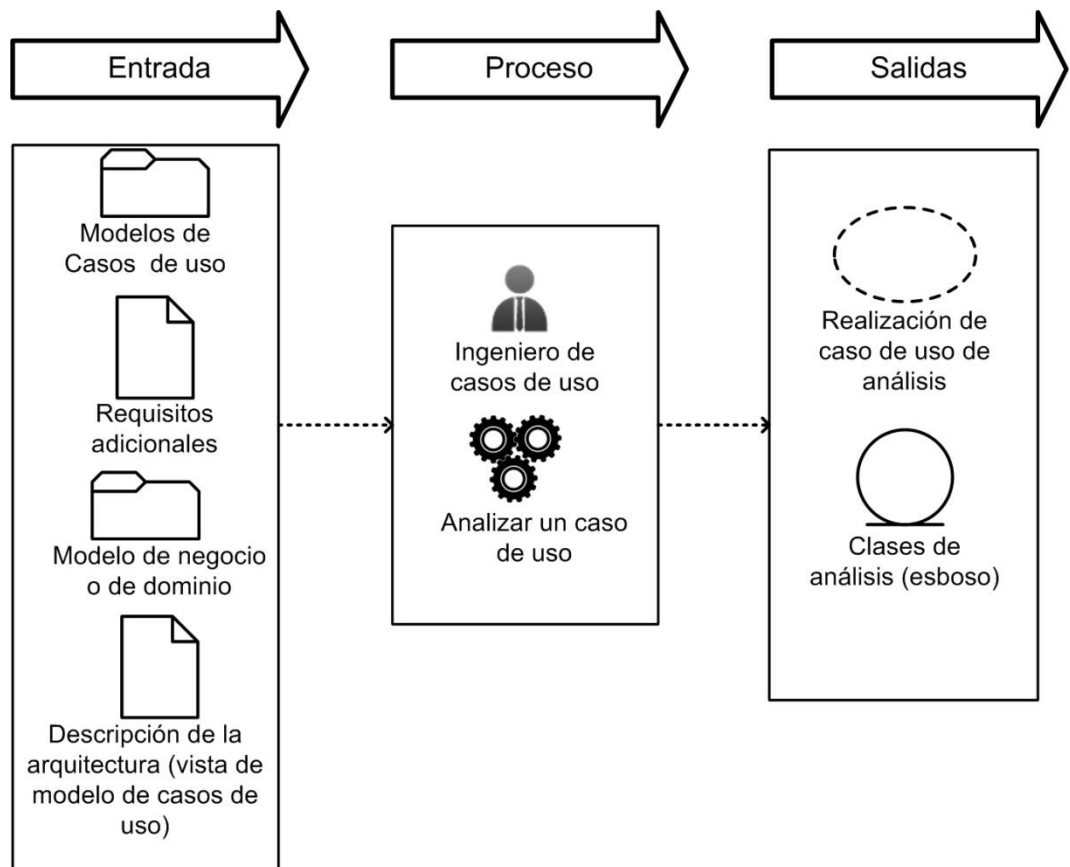 Entrada
Proceso
Salidas
Modelos de
Casos de uso
Requisitos
adicionales
Modelo de negocio
o de dominio
Descripción de la
arquitectura (vista de
modelo de casos de
uso)
Ingeniero de
casos de uso
Analizar un caso
de uso
Realización de
caso de uso de
análisis
Clases de
análisis (esboso)